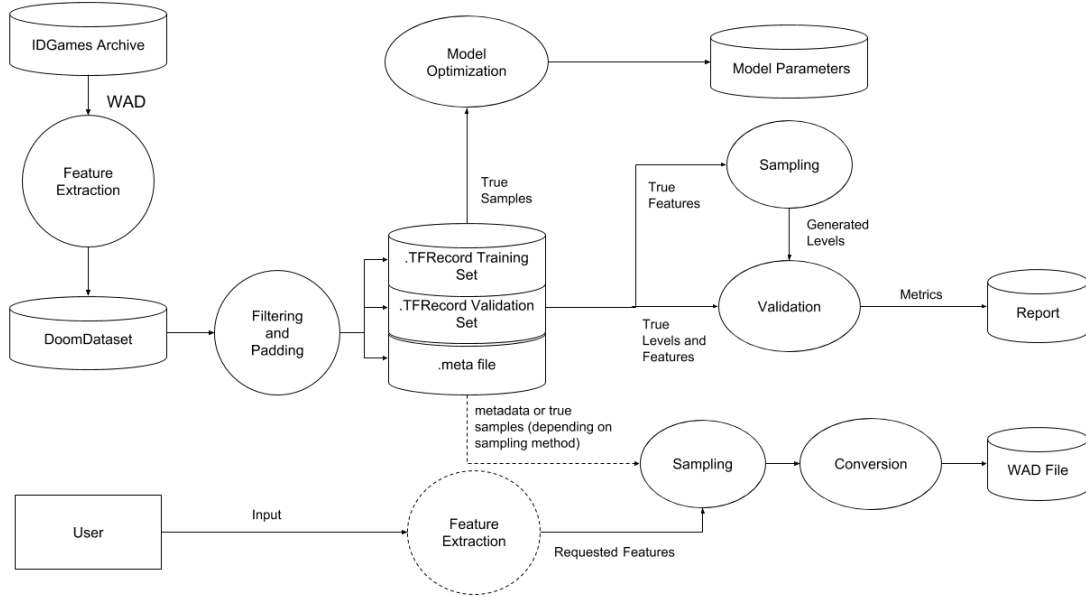 IDGames Archive
WAD
Feature
Extraction
DoomDataset
Filtering
and
Padding
Model
Optimization
Model Parameters
True
Samples
.TFRecord Training
Set
.TFRecord Validation
Set
.meta file
True
Features
Sampling
Generated
Levels
True
Levels and
Features
Validation
Metrics
Report
metadata or true
samples (depending on
sampling method)
Sampling
Conversion
WAD File
User
Input
Feature
Extraction
Requested Features